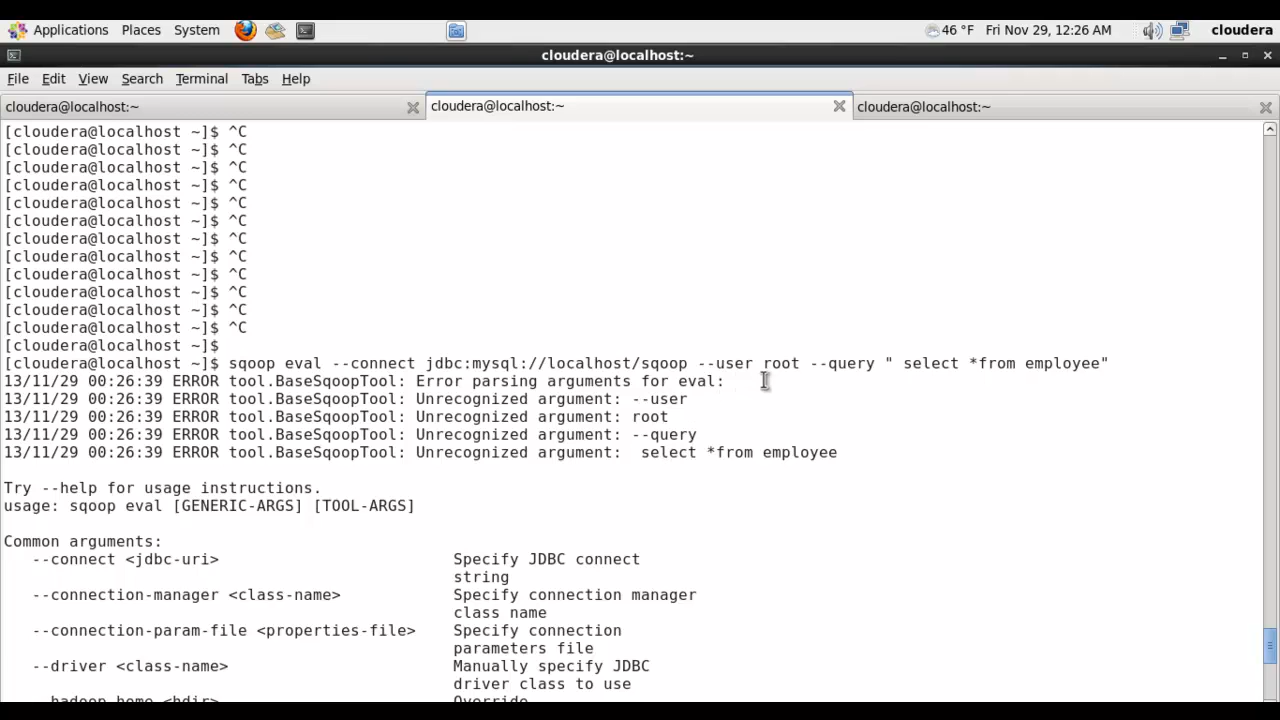 Applications Places System 46 °F Fri Nov 29, 12:26 AM cloudera
cloudera@localhost:~
File Edit View Search Terminal Tabs Help
cloudera@localhost:~ cloudera@localhost:~ cloudera@localhost:~
[cloudera@localhost ~]$ ^C
[cloudera@localhost ~]$ ^C
[cloudera@localhost ~]$ ^C
[cloudera@localhost ~]$ ^C
[cloudera@localhost ~]$ ^C
[cloudera@localhost ~]$ ^C
[cloudera@localhost ~]$ ^C
[cloudera@localhost ~]$ ^C
[cloudera@localhost ~]$ ^C
[cloudera@localhost ~]$ ^C
[cloudera@localhost ~]$ ^C
[cloudera@localhost ~]$ ^C
[cloudera@localhost ~]$
[cloudera@localhost ~]$ sqoop eval --connect jdbc:mysql://localhost/sqoop --user root --query " select *from employee"
13/11/29 00:26:39 ERROR tool.BaseSqoopTool: Error parsing arguments for eval:
13/11/29 00:26:39 ERROR tool.BaseSqoopTool: Unrecognized argument: --user
13/11/29 00:26:39 ERROR tool.BaseSqoopTool: Unrecognized argument: root
13/11/29 00:26:39 ERROR tool.BaseSqoopTool: Unrecognized argument: --query
13/11/29 00:26:39 ERROR tool.BaseSqoopTool: Unrecognized argument:  select *from employee
Try --help for usage instructions.
usage: sqoop eval [GENERIC-ARGS] [TOOL-ARGS]
Common arguments:
--connect <jdbc-uri> Specify JDBC connect
string
--connection-manager <class-name> Specify connection manager
class name
--connection-param-file <properties-file> Specify connection
parameters file
--driver <class-name> Manually specify JDBC
driver class to use
--hadoop-home <hdir> Override